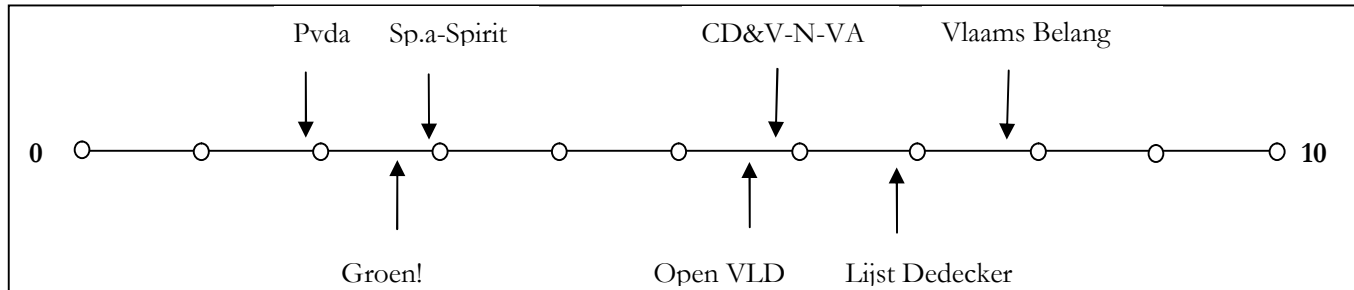 Pvda Sp.a-Spirit CD&V-N-VA Vlaams Belang
0 10
Groen! Open VLD Lijst Dedecker